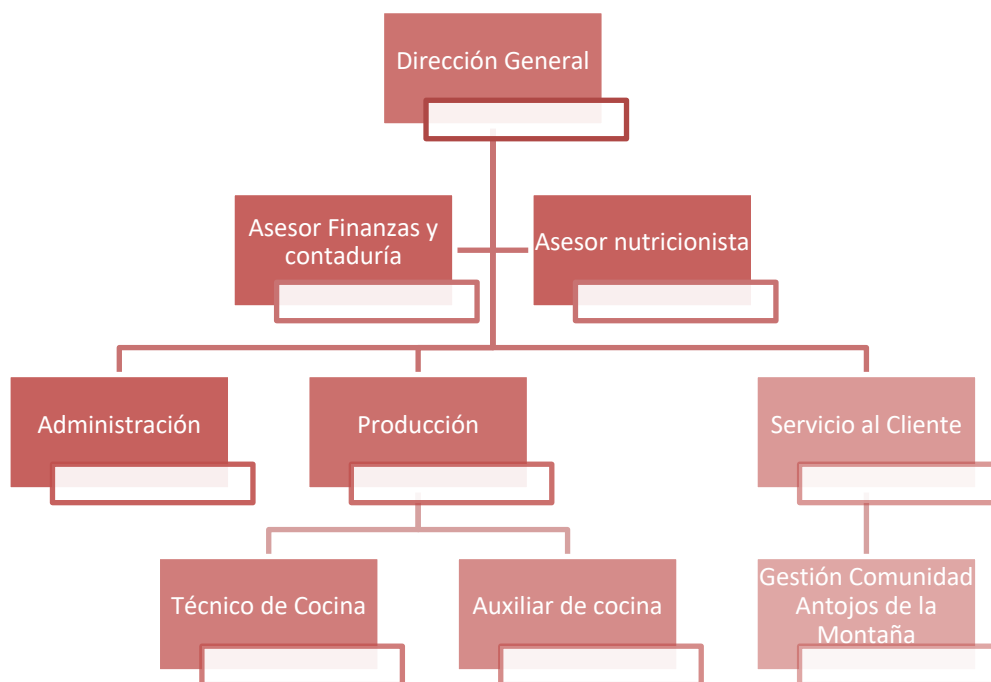 Dirección General
Asesor Finanzas y
contaduría
Asesor nutricionista
Administración
Producción
Servicio al Cliente
Técnico de Cocina
Auxiliar de cocina
Gestión Comunidad
Antojos de la
Montaña